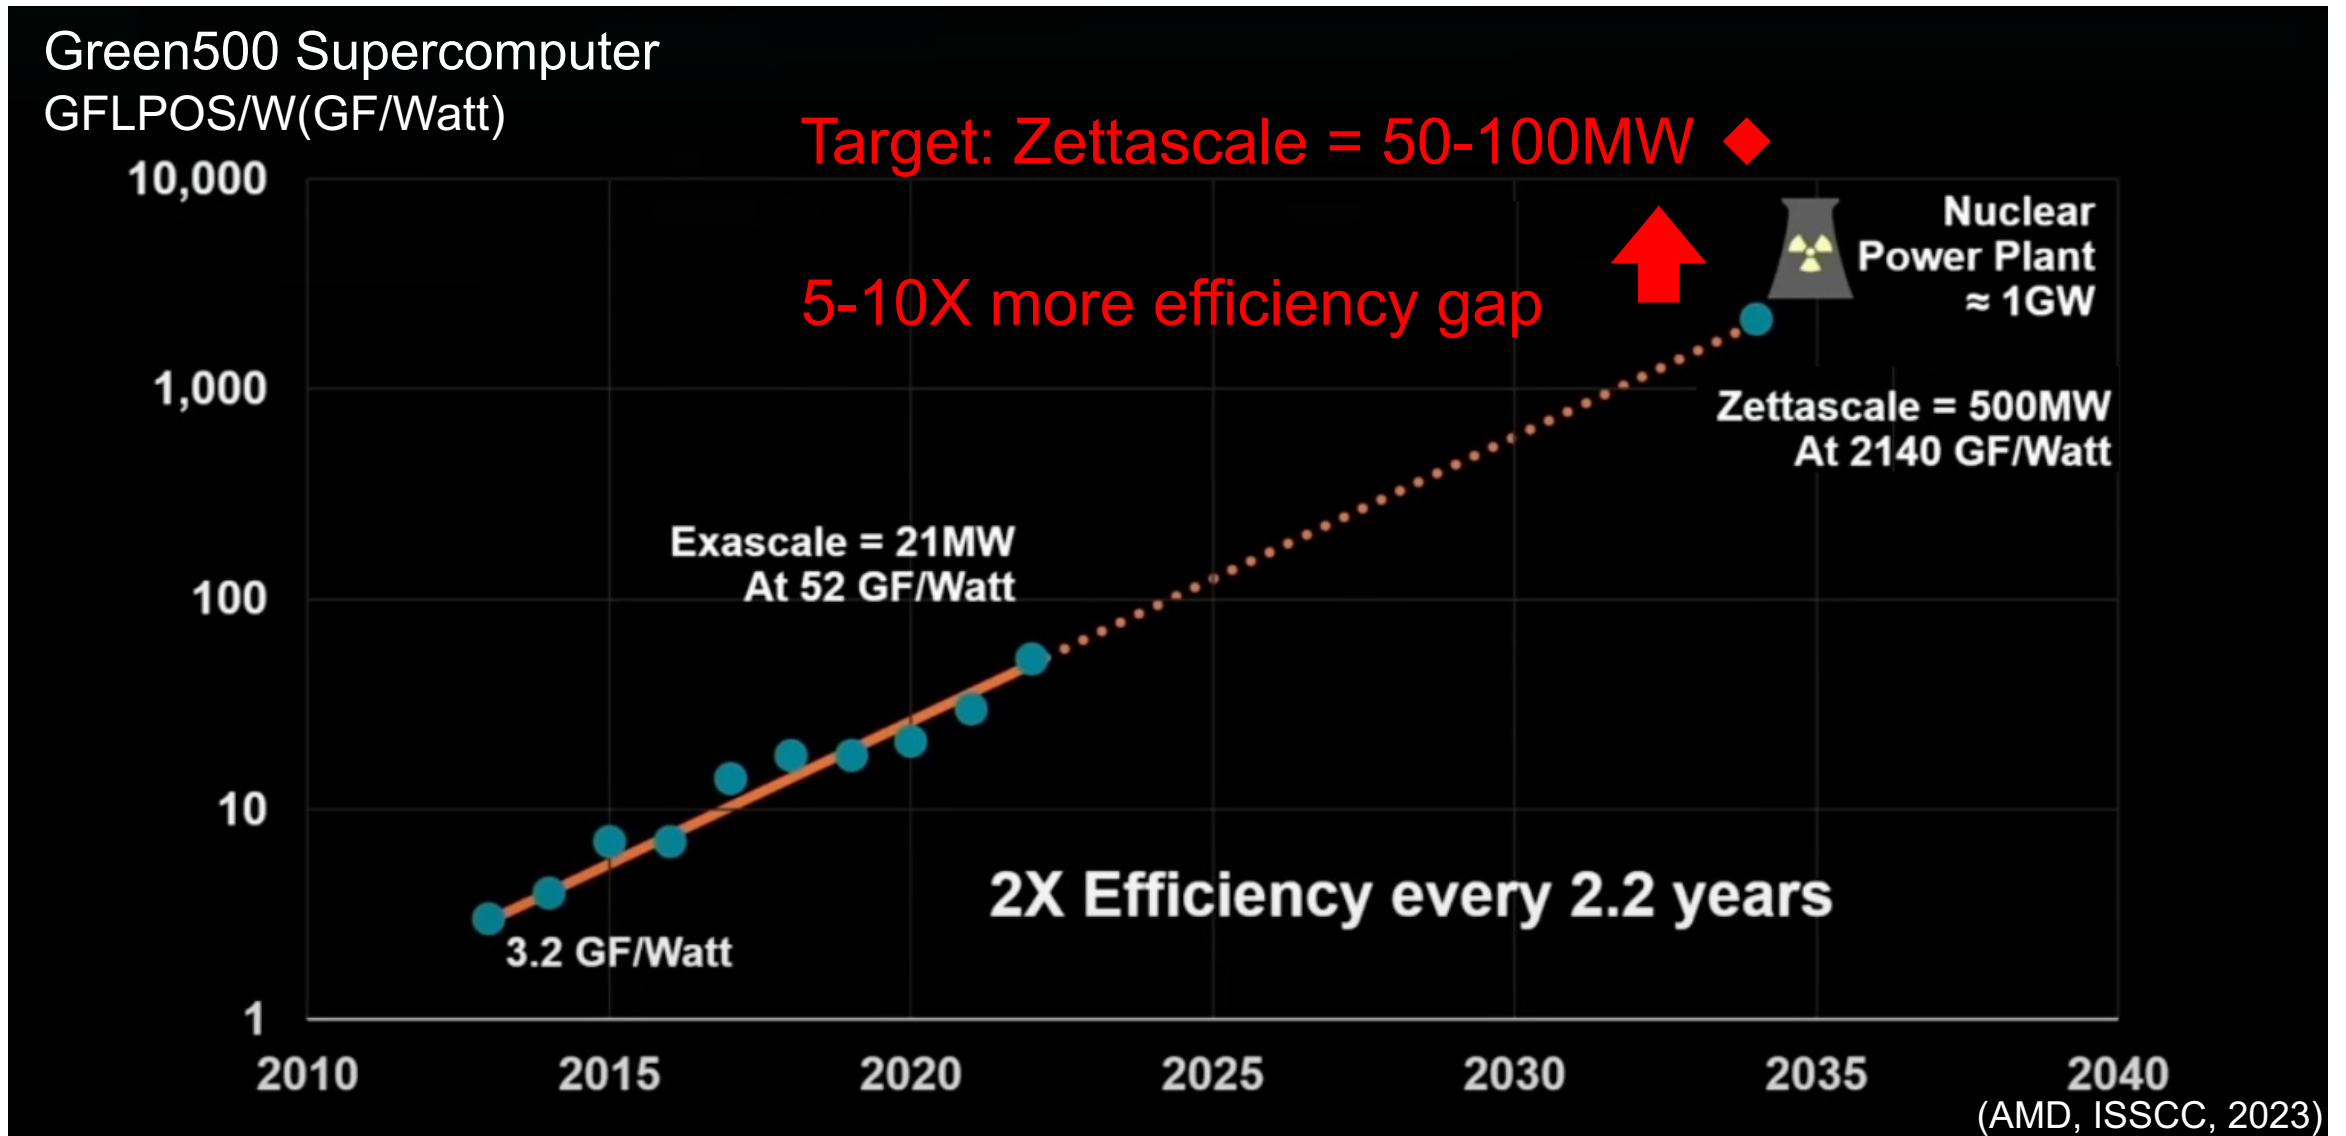 Green500 Supercomputer
GFLPOS/W(GF/Watt)
Target: Zettascale = 50-100MW
10,000
Nuclear
Power Plant
≈ 1GW
5-10X more efficiency gap
1,000
Zettascale = 500MW
At 2140 GF/Watt
Exascale = 21MW
At 52 GF/Watt
100
10
2X Efficiency every 2.2 years
3.2 GF/Watt
1
2010 2015 2020 2025 2030 2035 2040
(AMD, ISSCC, 2023)